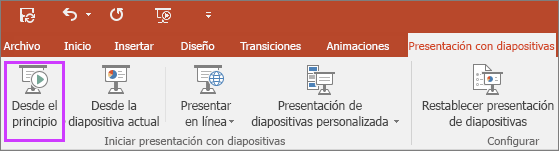 Archivo Inicio Insertar Diseño Transiciones Animaciones Presentación con diapositivas
Desde el principio
Desde la diapositiva actual
Presentar en línea
Presentación de diapositivas personalizada
Restablecer presentación de diapositivas
Iniciar presentación con diapositivas
Configurar